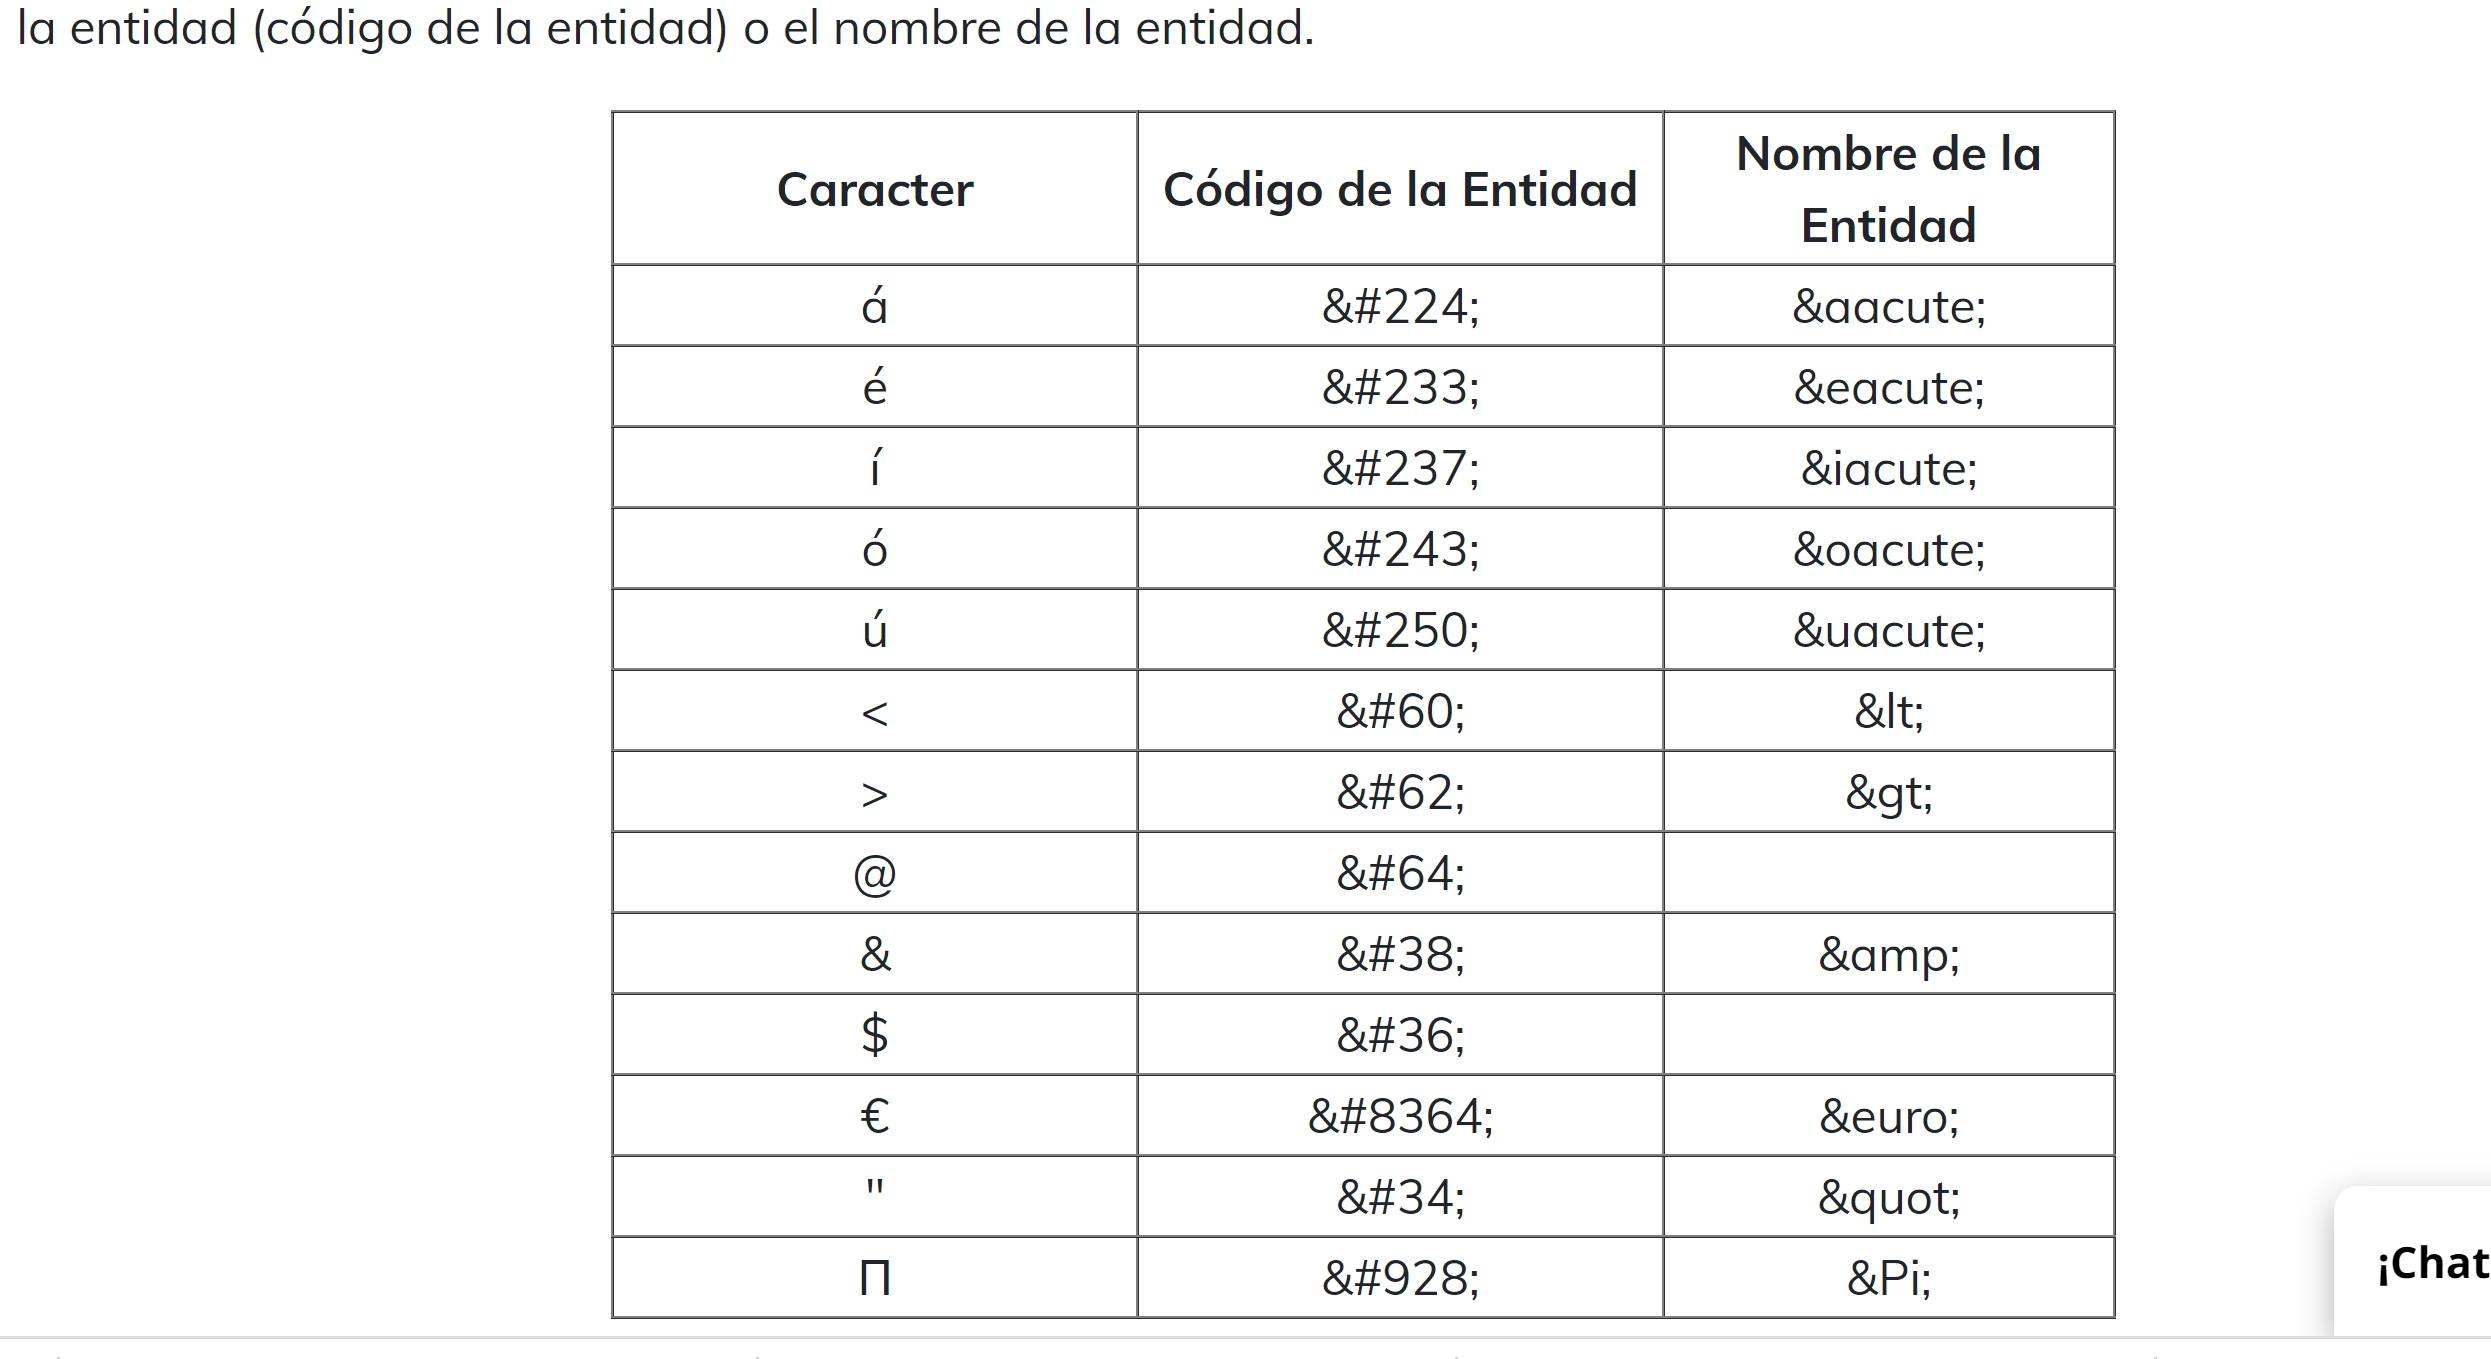 la entidad (código de la entidad) o el nombre de la entidad.
Caracter Código de la Entidad Nombre de la
Entidad
á &#224; &aacute;
é &#233; &eacute;
í &#237; &iacute;
ó &#243; &oacute;
ú &#250; &uacute;
< &#60; &lt;
> &#62; &gt;
@ &#64;
& &#38; &amp;
$ &#36;
€ &#8364; &euro;
" &#34; &quot;
Π &#928; &Pi;
¡Chat